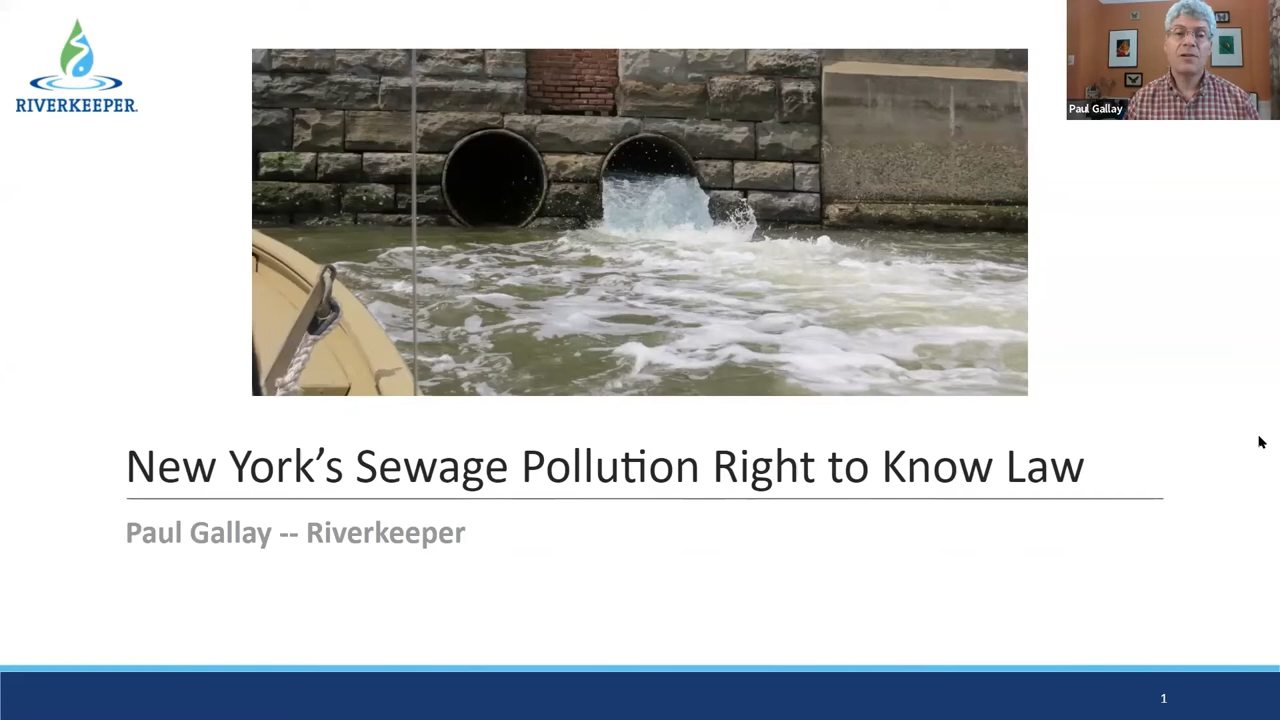 RIVERKEEPER.
Paul Gallay
New York's Sewage Pollution Right to Know Law
Paul Gallay -- Riverkeeper
1